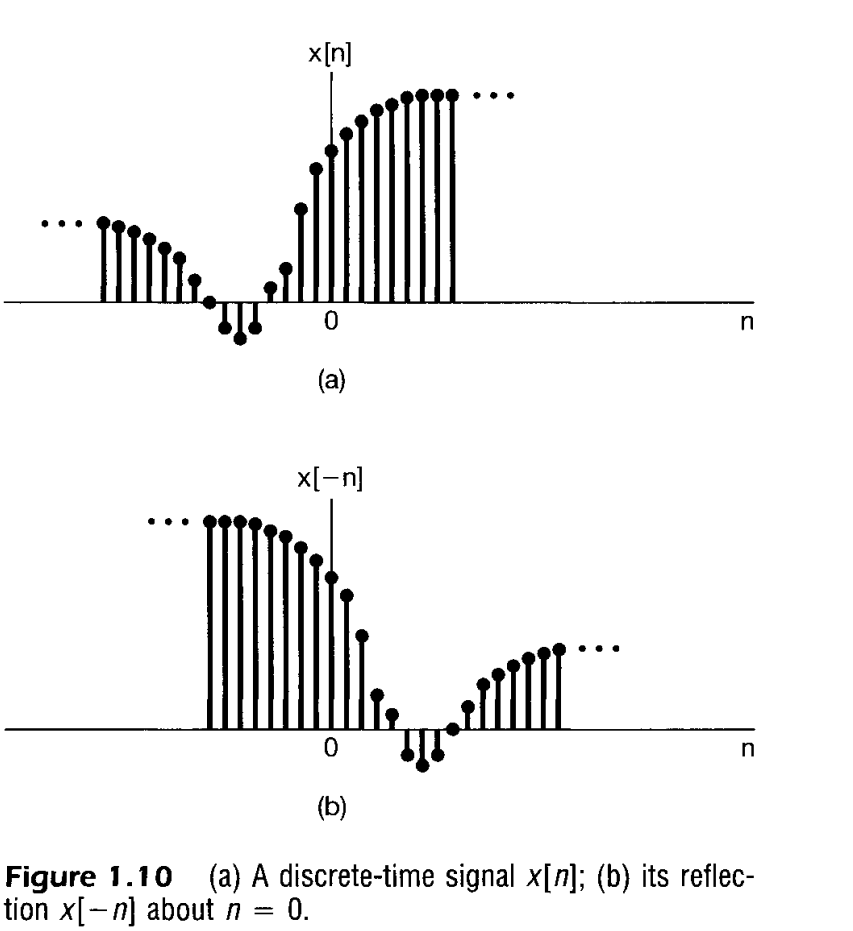 x[n]
0
n
(a)
x[−n]
0
n
(b)
Figure 1.10 (a) A discrete-time signal x[n]; (b) its reflec-
tion x[−n] about n = 0.